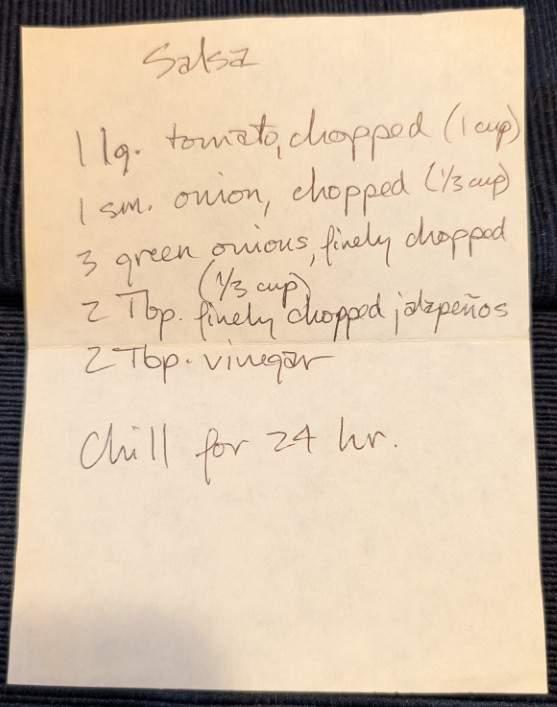 Salsa
1 lg. tomato, chopped (1 cup)
1 sm. onion, chopped (1/3 cup)
3 green onions, finely chopped
(1/3 cup)
2 Tbp. finely chopped jalapeños
2 Tbp. vinegar
Chill for 24 hr.